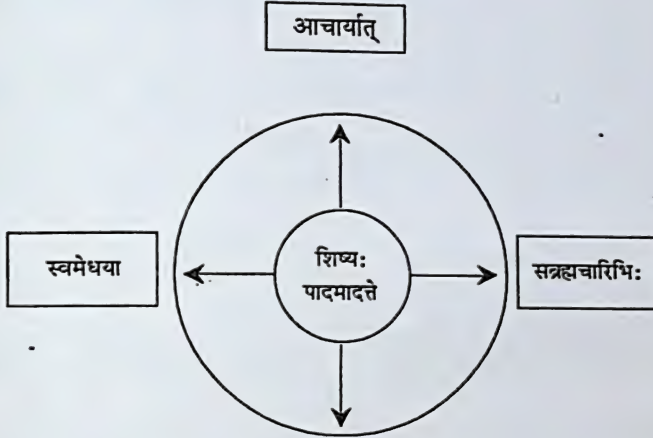 आचार्यात्
स्वमेधया
शिष्य:
पादमादत्ते
सब्रह्मचारिभि: